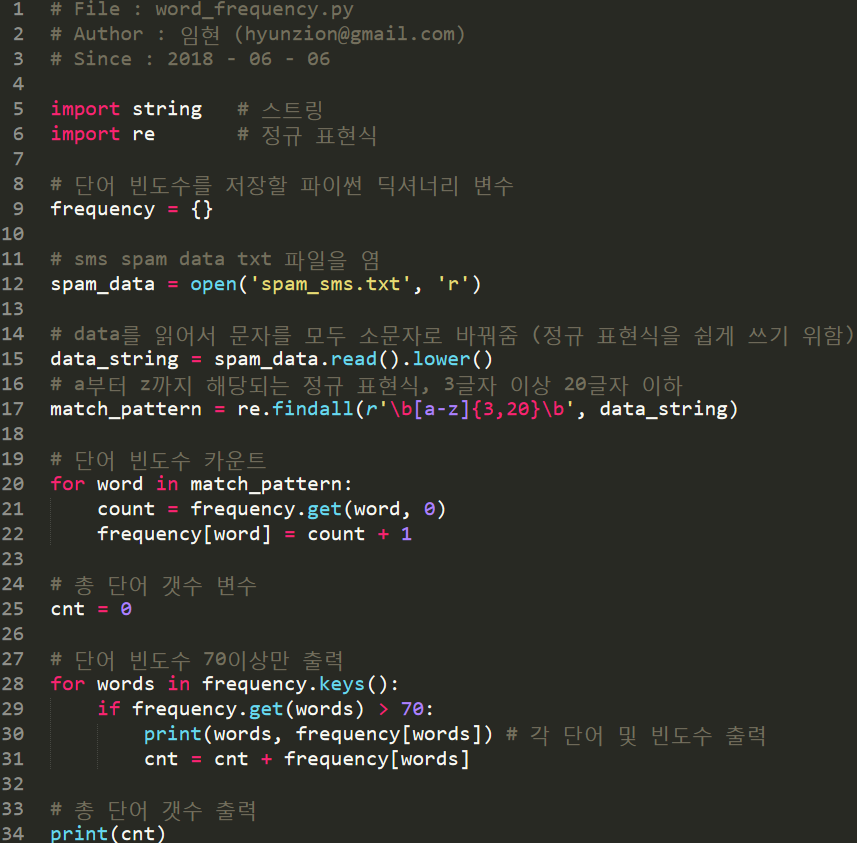 1 # File : word_frequency.py
2 # Author : 임현 (hyunzion@gmail.com)
3 # Since : 2018 - 06 - 06
4
5 import string   # 스트링
6 import re       # 정규 표현식
7
8 # 단어 빈도수를 저장할 파이썬 딕셔너리 변수
9 frequency = {}
10
11 # sms spam data txt 파일을 염
12 spam_data = open('spam_sms.txt', 'r')
13
14 # data를 읽어서 문자를 모두 소문자로 바꿔줌 (정규 표현식을 쉽게 쓰기 위함)
15 data_string = spam_data.read().lower()
16 # a부터 z까지 해당되는 정규 표현식, 3글자 이상 20글자 이하
17 match_pattern = re.findall(r'\b[a-z]{3,20}\b', data_string)
18
19 # 단어 빈도수 카운트
20 for word in match_pattern:
21     count = frequency.get(word, 0)
22     frequency[word] = count + 1
23
24 # 총 단어 갯수 변수
25 cnt = 0
26
27 # 단어 빈도수 70이상만 출력
28 for words in frequency.keys():
29     if frequency.get(words) > 70:
30         print(words, frequency[words]) # 각 단어 및 빈도수 출력
31         cnt = cnt + frequency[words]
32
33 # 총 단어 갯수 출력
34 print(cnt)